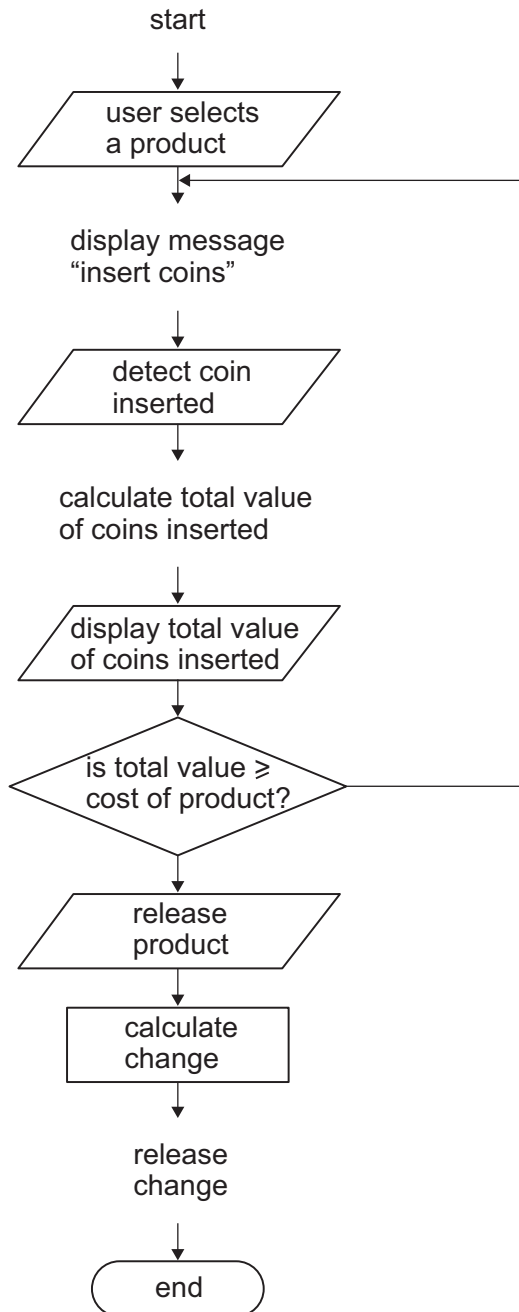 start
user selects
a product
display message
“insert coins”
detect coin
inserted
calculate total value
of coins inserted
display total value
of coins inserted
is total value ⩾
cost of product?
release
product
calculate
change
release
change
end